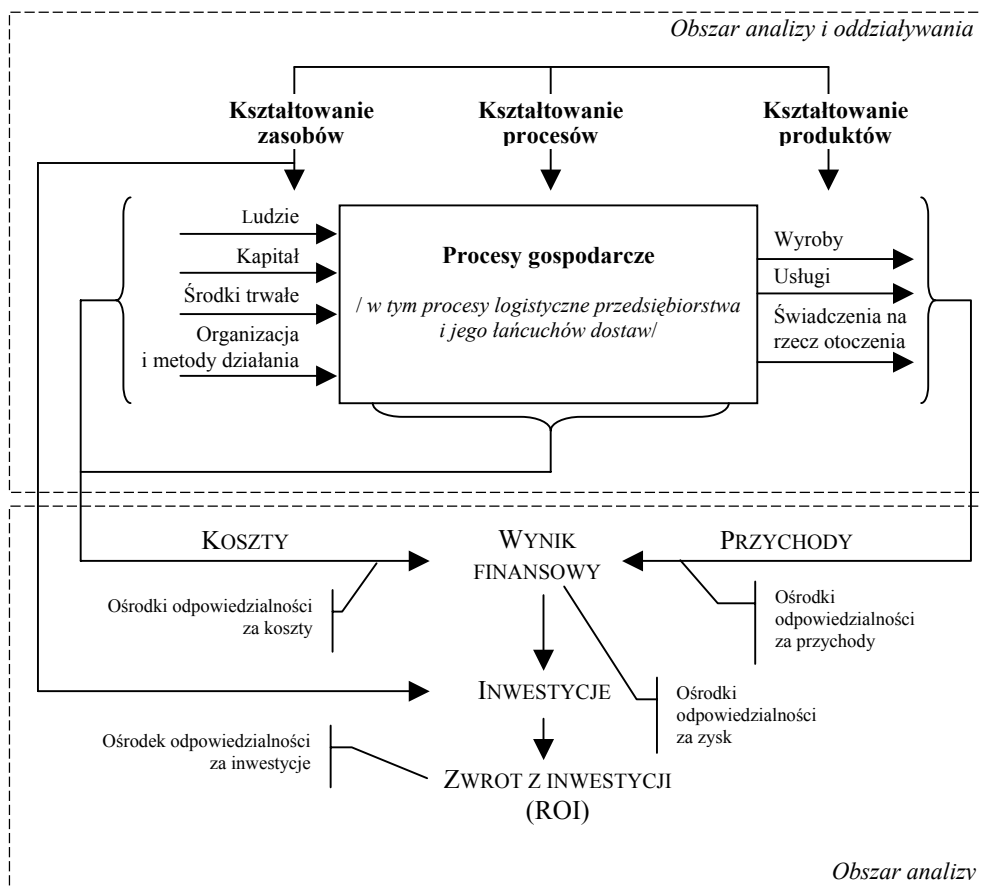 Obszar analizy i oddziaływania
Kształtowanie
zasobów
Kształtowanie
procesów
Kształtowanie
produktów
Ludzie
Kapitał
Środki trwałe
Organizacja
i metody działania
Procesy gospodarcze
/ w tym procesy logistyczne przedsiębiorstwa
i jego łańcuchów dostaw/
Wyroby
Usługi
Świadczenia na
rzecz otoczenia
KOSZTY
WYNIK
FINANSOWY
PRZYCHODY
Ośrodki odpowiedzialności
za koszty
Ośrodki
odpowiedzialności
za przychody
INWESTYCJE
Ośrodki
odpowiedzialności
za zysk
Ośrodek odpowiedzialności
za inwestycje
ZWROT Z INWESTYCJI
(ROI)
Obszar analizy